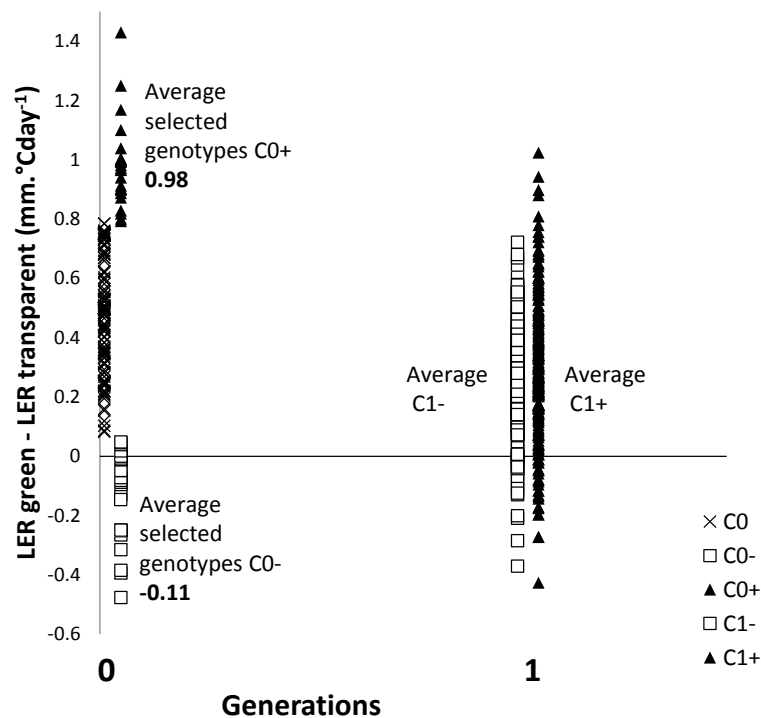 LER green - LER transparent (mm.°Cday⁻¹)
1.4
1.2
1
0.8
0.6
0.4
0.2
0
-0.2
-0.4
-0.6
Average
selected
genotypes C0+
0.98
Average
selected
genotypes C0-
-0.11
Average
C1-
Average
C1+
C0
C0-
C0+
C1-
C1+
0
1
Generations